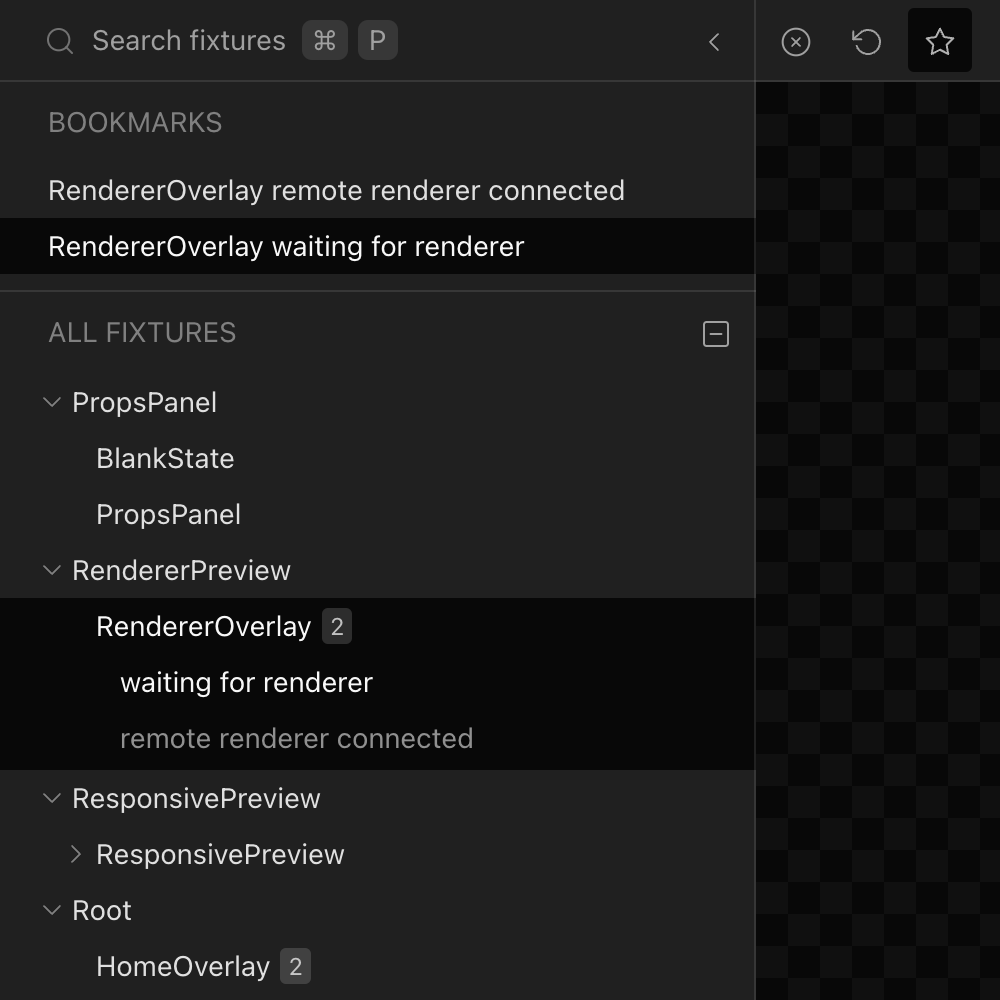 Search fixtures ⌘ P
BOOKMARKS
RendererOverlay remote renderer connected
RendererOverlay waiting for renderer
ALL FIXTURES
PropsPanel
BlankState
PropsPanel
RendererPreview
RendererOverlay 2
waiting for renderer
remote renderer connected
ResponsivePreview
ResponsivePreview
Root
HomeOverlay 2